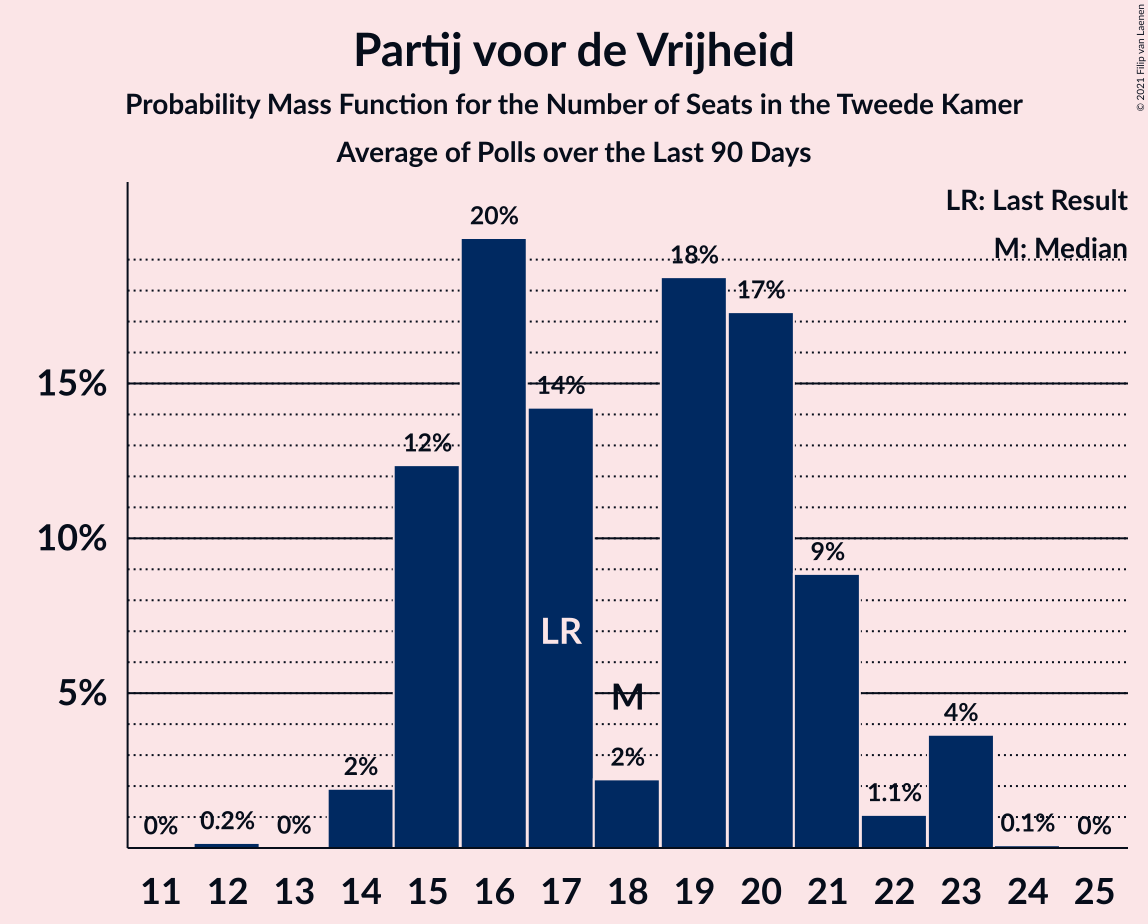 Partij voor de Vrijheid
Probability Mass Function for the Number of Seats in the Tweede Kamer
Average of Polls over the Last 90 Days
© 2021 Filip van Laenen
LR: Last Result
M: Median
20%
18%
17%
15%
14%
12%
10%
9%
LR
5%
M
4%
2%
2%
1.1%
0% 0.2% 0% 0.1% 0%
11 12 13 14 15 16 17 18 19 20 21 22 23 24 25